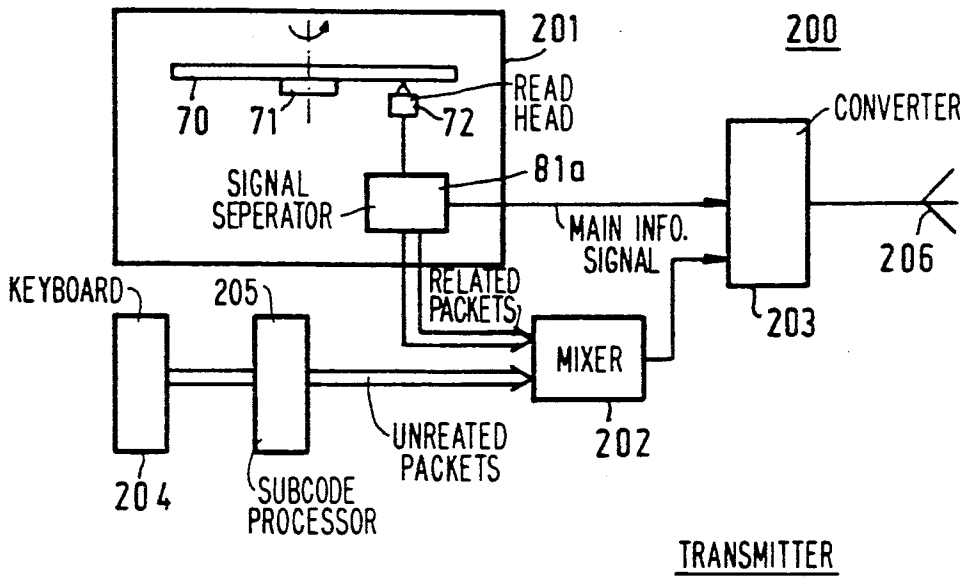 201
200
70
71
72
READ
HEAD
CONVERTER
81a
SIGNAL
SEPERATOR
MAIN INFO.
SIGNAL
206
KEYBOARD
205
RELATED
PACKETS
203
MIXER
202
UNREATED
PACKETS
204
SUBCODE
PROCESSOR
TRANSMITTER